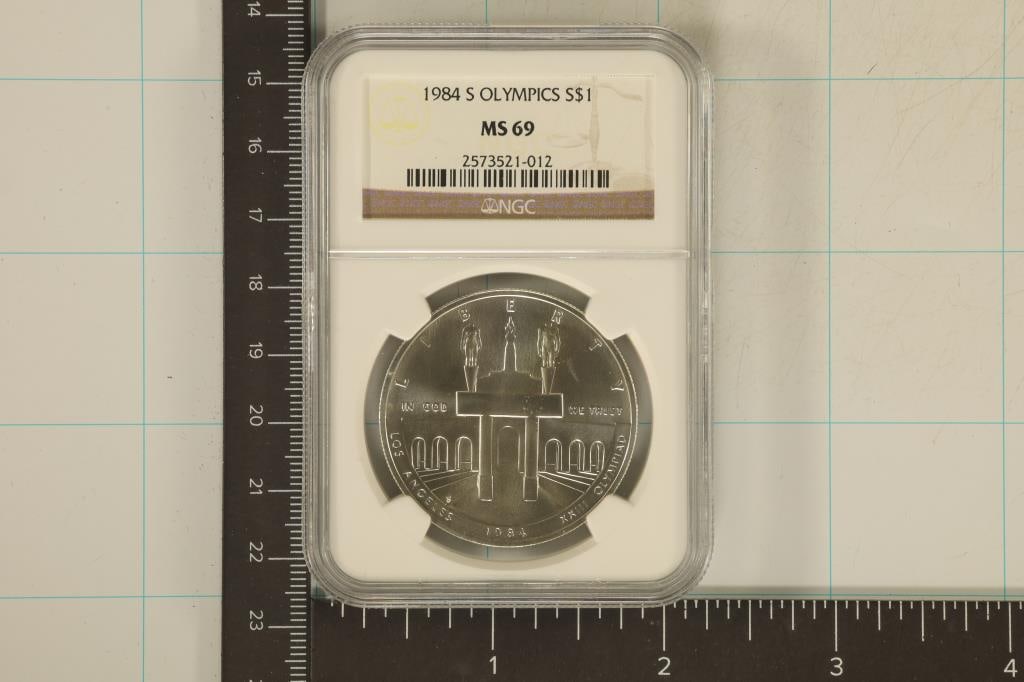 1984 S OLYMPICS S$1
MS 69
2573521-012
NGC
LIBERTY
IN GOD WE TRUST
LOS ANGELES XXIII OLYMPIAD
S
1984
14
15
16
17
18
19
20
21
22
23
1 2 3 4